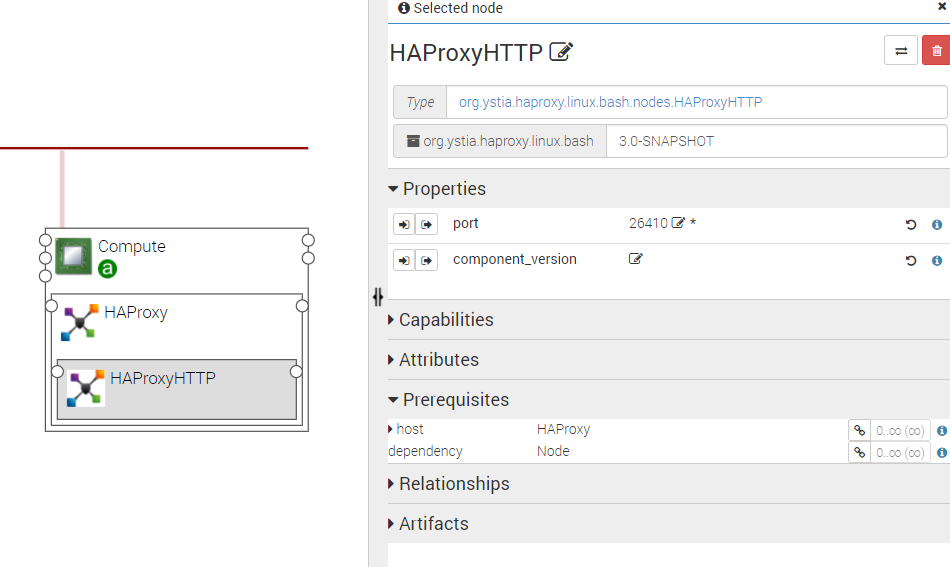 Selected node
HAProxyHTTP
Type org.ystia.haproxy.linux.bash.nodes.HAProxyHTTP
org.ystia.haproxy.linux.bash 3.0-SNAPSHOT
Properties
port 26410 *
component_version
Capabilities
Attributes
Prerequisites
host HAProxy 0..∞ (∞)
dependency Node 0..∞ (∞)
Relationships
Artifacts
Compute
a
HAProxy
HAProxyHTTP